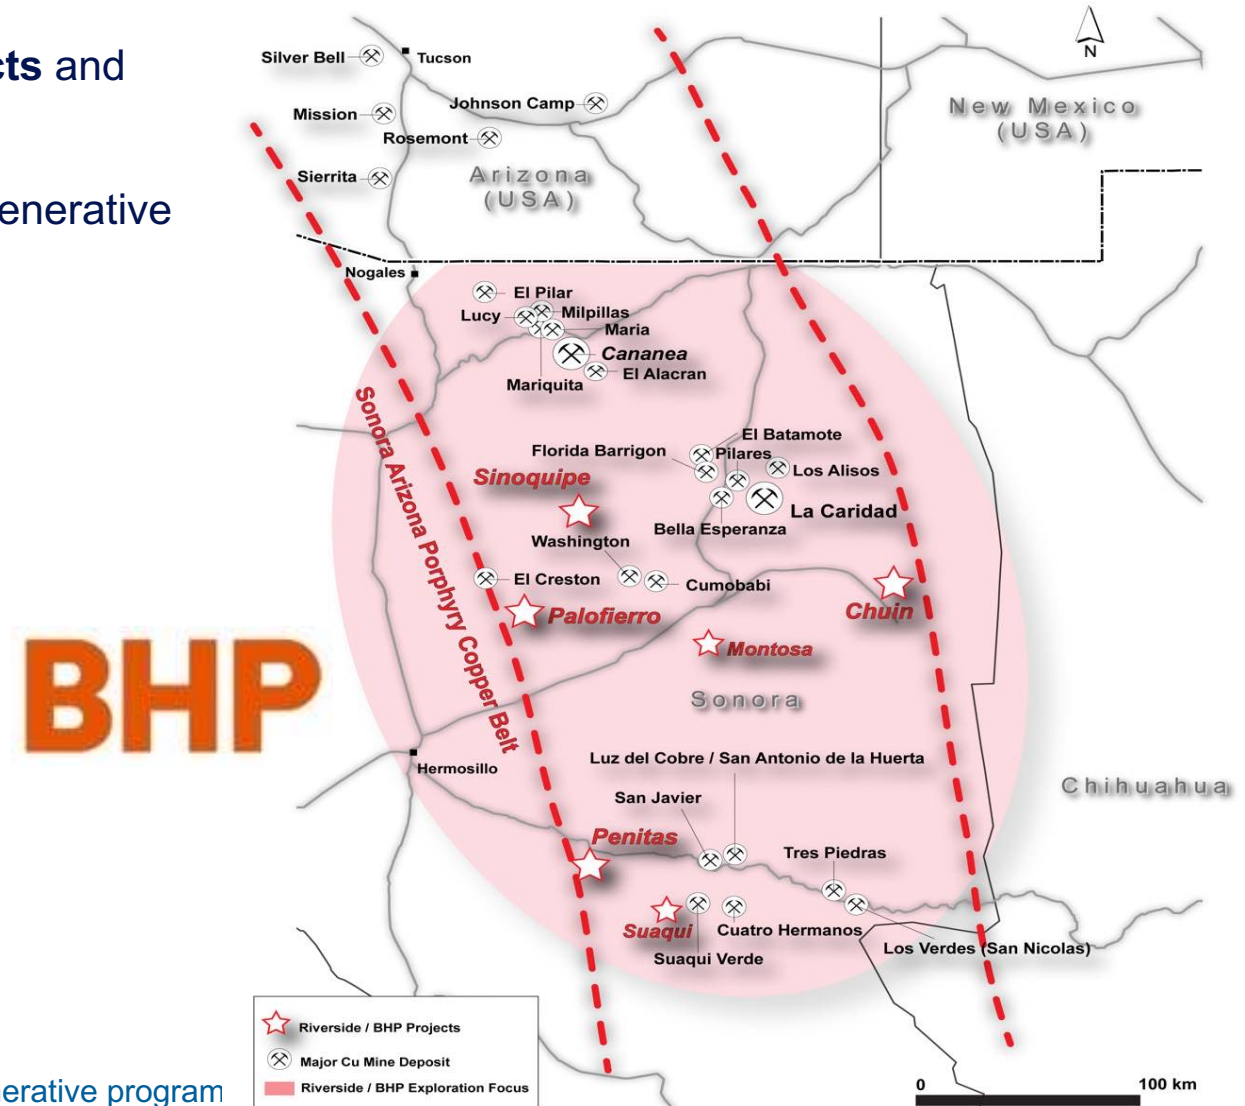 cts and
enerative
BHP
nerative program
N
Silver Bell
Tucson
Mission
Johnson Camp
Rosemont
Sierrita
Arizona
(USA)
New Mexico
(USA)
Nogales
El Pilar
Lucy
Milpillas
Maria
Cananea
El Alacran
Mariquita
Sonora Arizona Porphyry Copper Belt
El Batamote
Florida Barrigon
Pilares
Los Alisos
Sinoquipe
La Caridad
Bella Esperanza
Washington
El Creston
Cumobabi
Palofierro
Chuin
Montosa
Sonora
Luz del Cobre / San Antonio de la Huerta
Hermosillo
Chihuahua
San Javier
Penitas
Tres Piedras
Suaqui
Cuatro Hermanos
Los Verdes (San Nicolas)
Suaqui Verde
Riverside / BHP Projects
Major Cu Mine Deposit
Riverside / BHP Exploration Focus
0
100 km